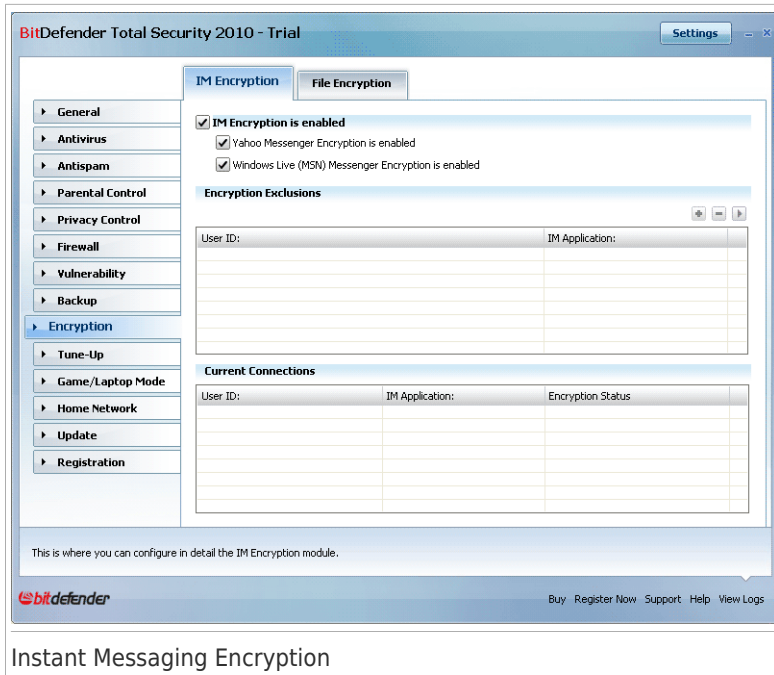 BitDefender Total Security 2010 - Trial
Settings
IM Encryption
File Encryption
General
Antivirus
Antispam
Parental Control
Privacy Control
Firewall
Vulnerability
Backup
Encryption
Tune-Up
Game/Laptop Mode
Home Network
Update
Registration
IM Encryption is enabled
Yahoo Messenger Encryption is enabled
Windows Live (MSN) Messenger Encryption is enabled
Encryption Exclusions
User ID: IM Application:
Current Connections
User ID: IM Application: Encryption Status
This is where you can configure in detail the IM Encryption module.
bitdefender
Buy Register Now Support Help View Logs
Instant Messaging Encryption